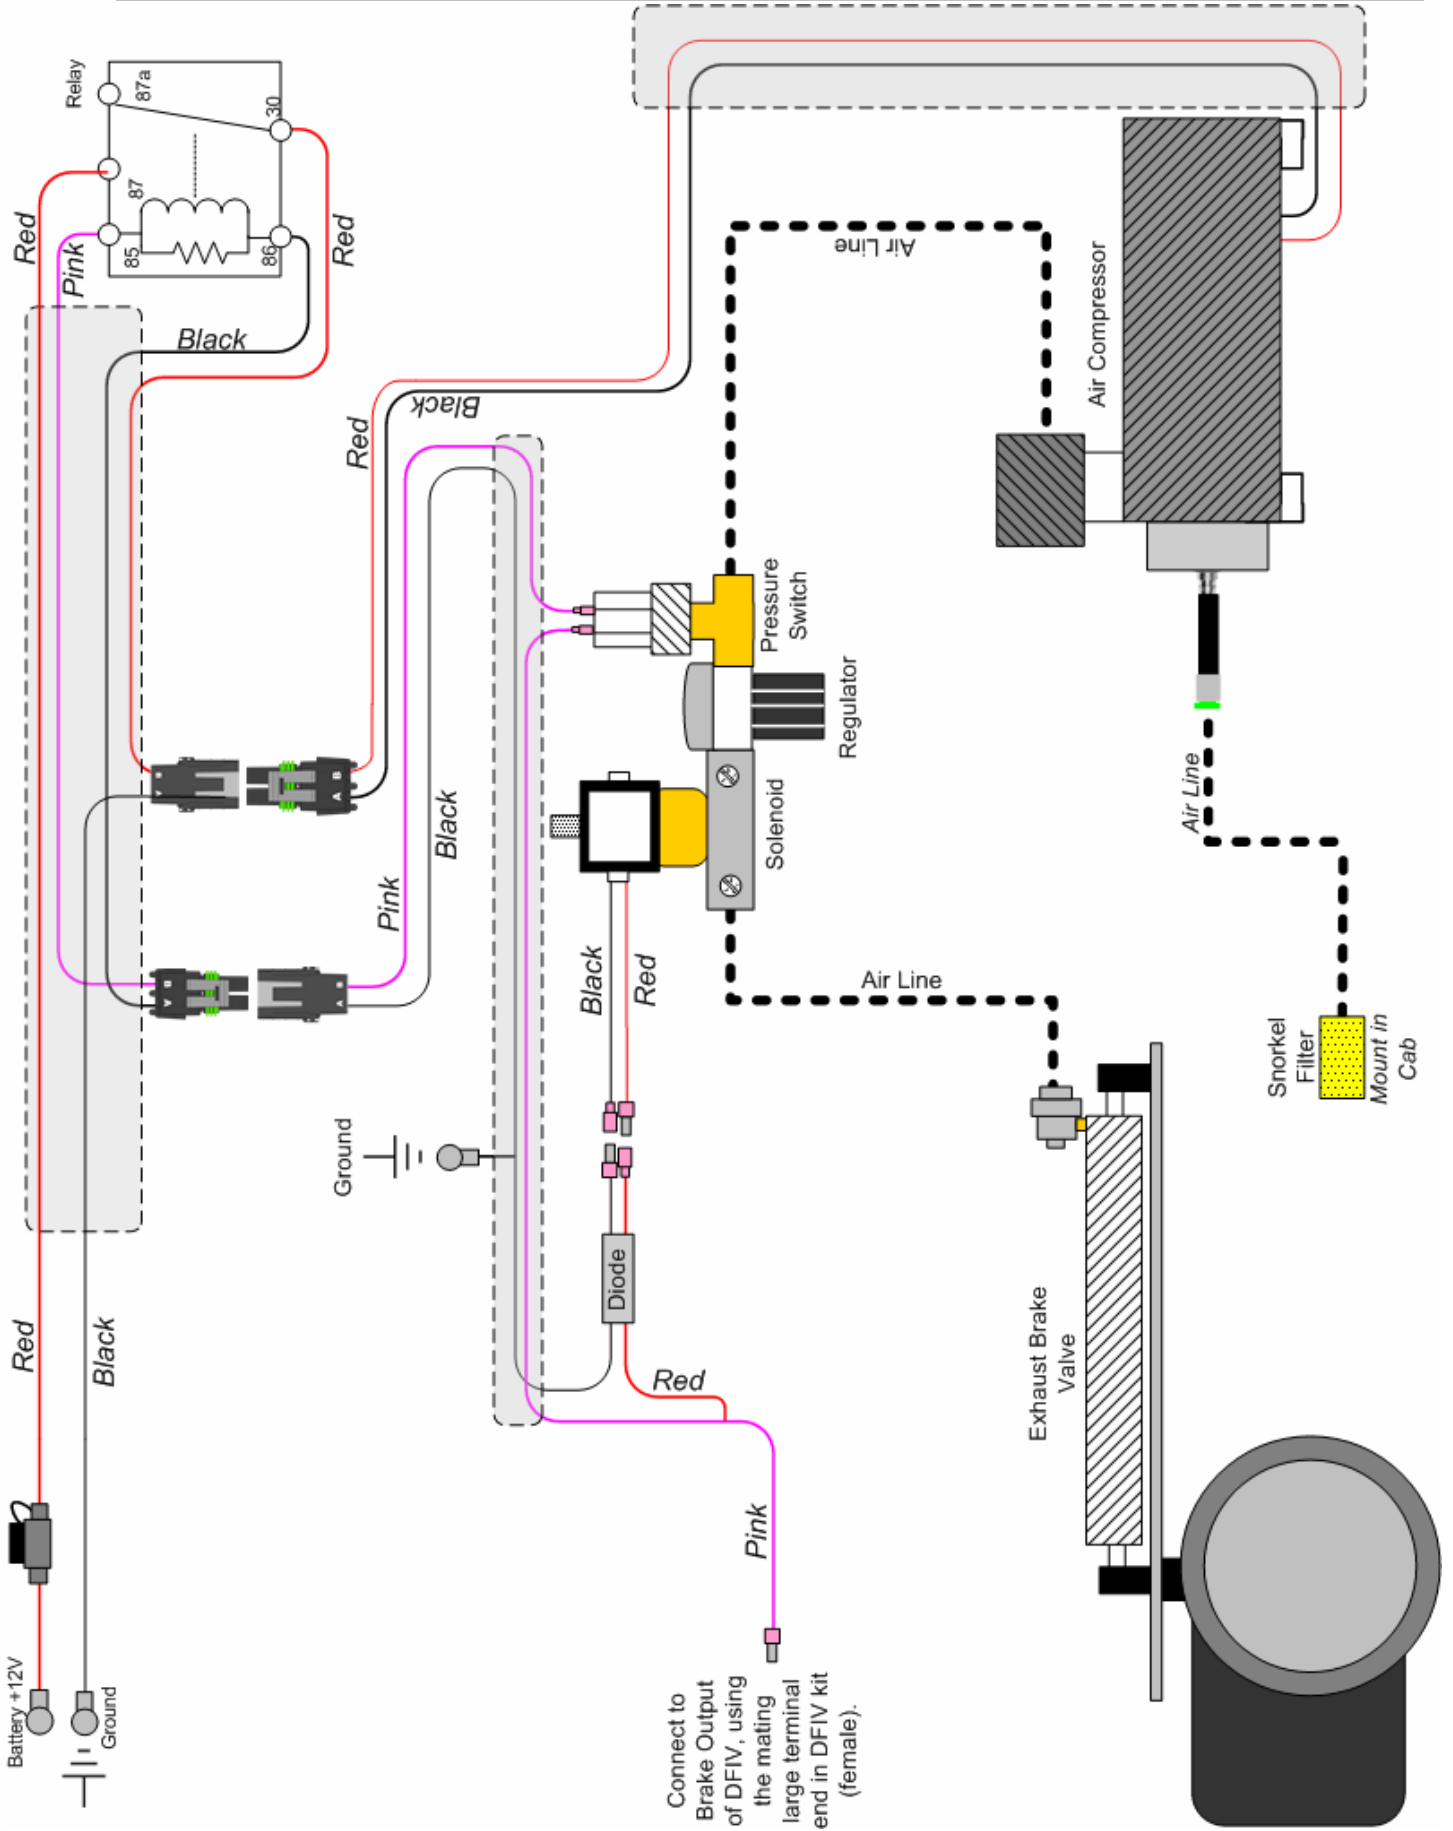 Relay
87a
30
87
85
86
Red
Pink
Red
Black
Red
Black
Air Line
Air Compressor
Pressure
Switch
Regulator
Solenoid
Pink
Black
Black
Red
Air Line
Air Line
Snorkel
Filter
Mount in
Cab
Ground
Diode
Red
Black
Red
Exhaust Brake
Valve
Pink
Battery +12V
Ground
Connect to
Brake Output
of DFIV, using
the mating
large terminal
end in DFIV kit
(female).
A
B
A
B